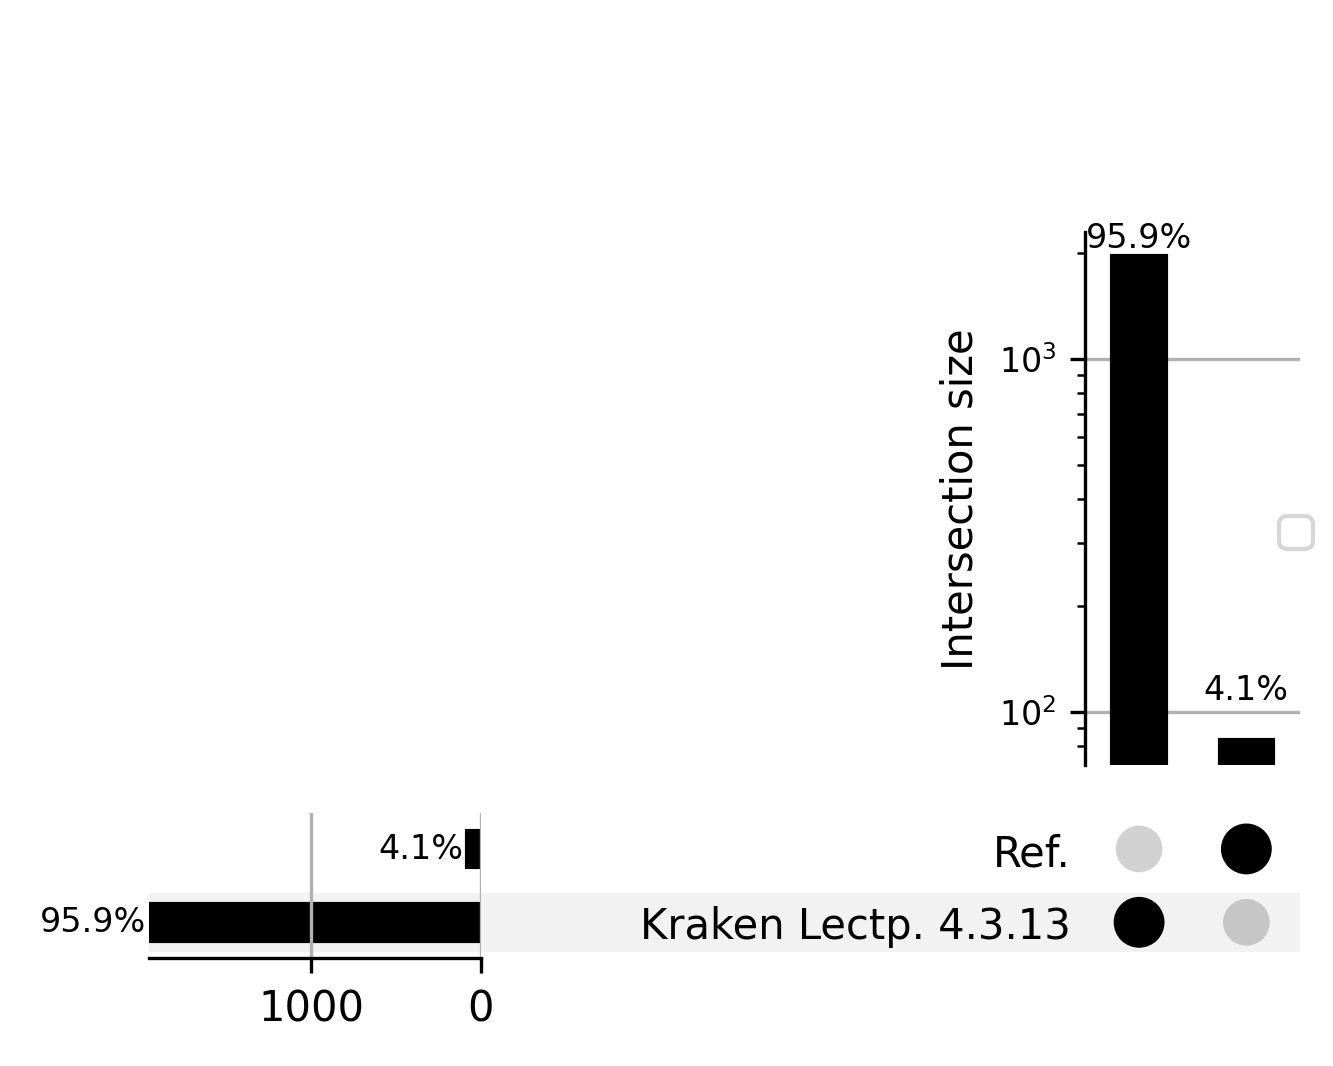 95.9%
10³
Intersection size
4.1%
10²
4.1%
Ref.
95.9%
Kraken Lectp. 4.3.13
1000
0